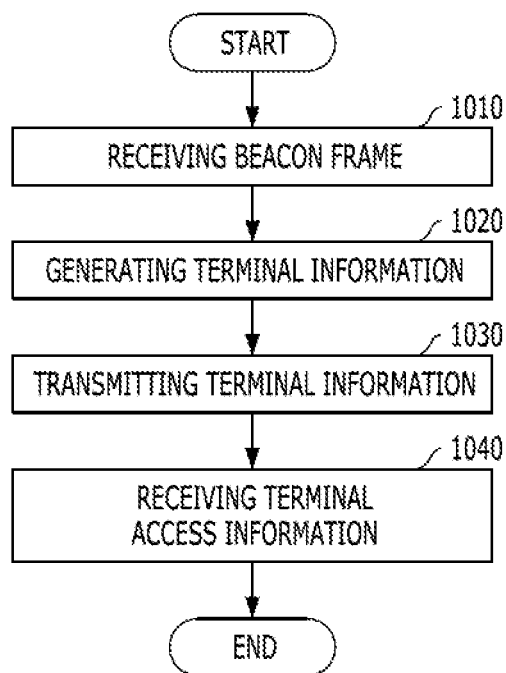 START
1010
RECEIVING BEACON FRAME
1020
GENERATING TERMINAL INFORMATION
1030
TRANSMITTING TERMINAL INFORMATION
1040
RECEIVING TERMINAL
ACCESS INFORMATION
END